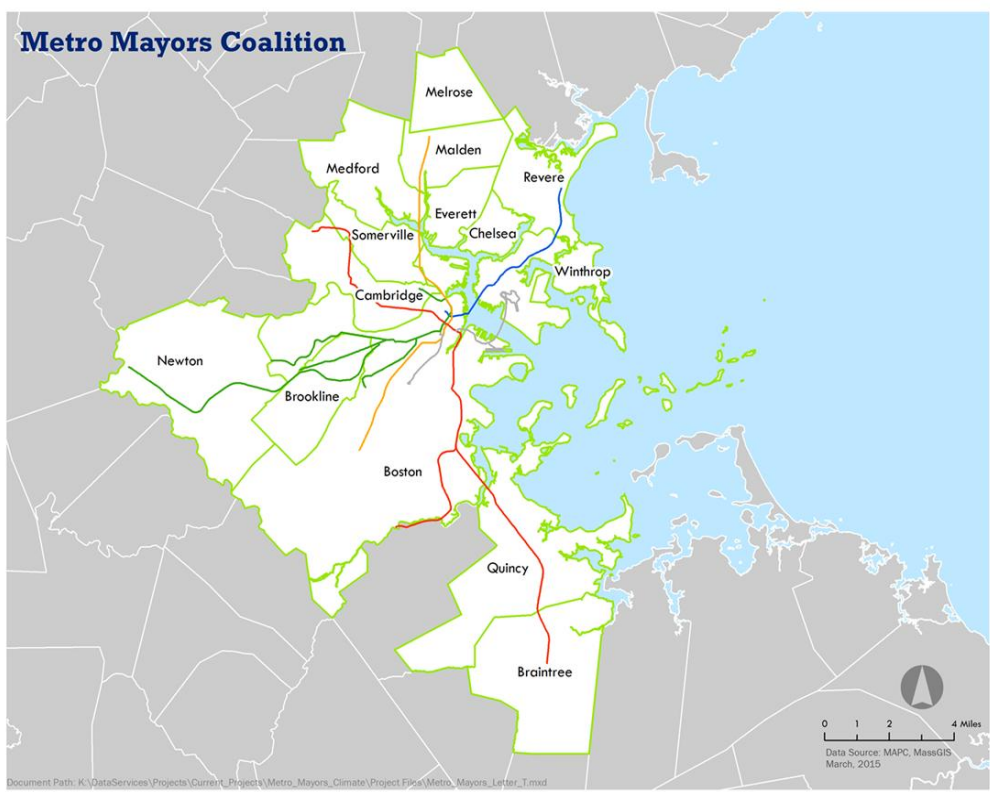 Metro Mayors Coalition
Melrose
Malden
Medford
Revere
Everett
Somerville
Chelsea
Winthrop
Cambridge
Newton
Brookline
Boston
Quincy
Braintree
0 1 2 4 Miles
Data Source: MAPC, MassGIS
March, 2015
Document Path: K:\DataServices\Projects\Current_Projects\Metro_Mayors_Climate\Project Files\Metro_Mayors_Letter_T.mxd